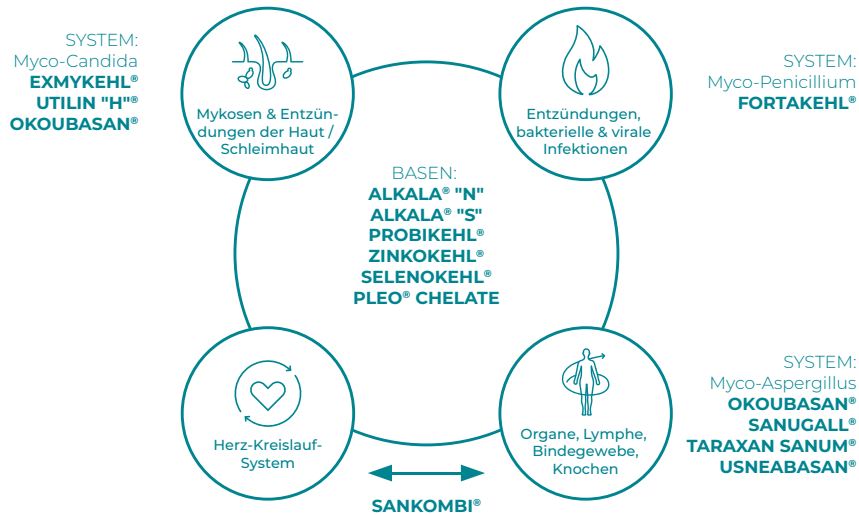 SYSTEM:
Myco-Candida
EXMYKEHL®
UTILIN "H"®
OKOUBASAN®
Mykosen & Entzün-
dungen der Haut /
Schleimhaut
Entzündungen,
bakterielle & virale
Infektionen
SYSTEM:
Myco-Penicillium
FORTAKEHL®
BASEN:
ALKALA® "N"
ALKALA® "S"
PROBIKEHL®
ZINKOKEHL®
SELENOKEHL®
PLEO® CHELATE
Herz-Kreislauf-
System
Organe, Lymphe,
Bindegewebe,
Knochen
SYSTEM:
Myco-Aspergillus
OKOUBASAN®
SANUGALL®
TARAXAN SANUM®
USNEABASAN®
SANKOMBI®